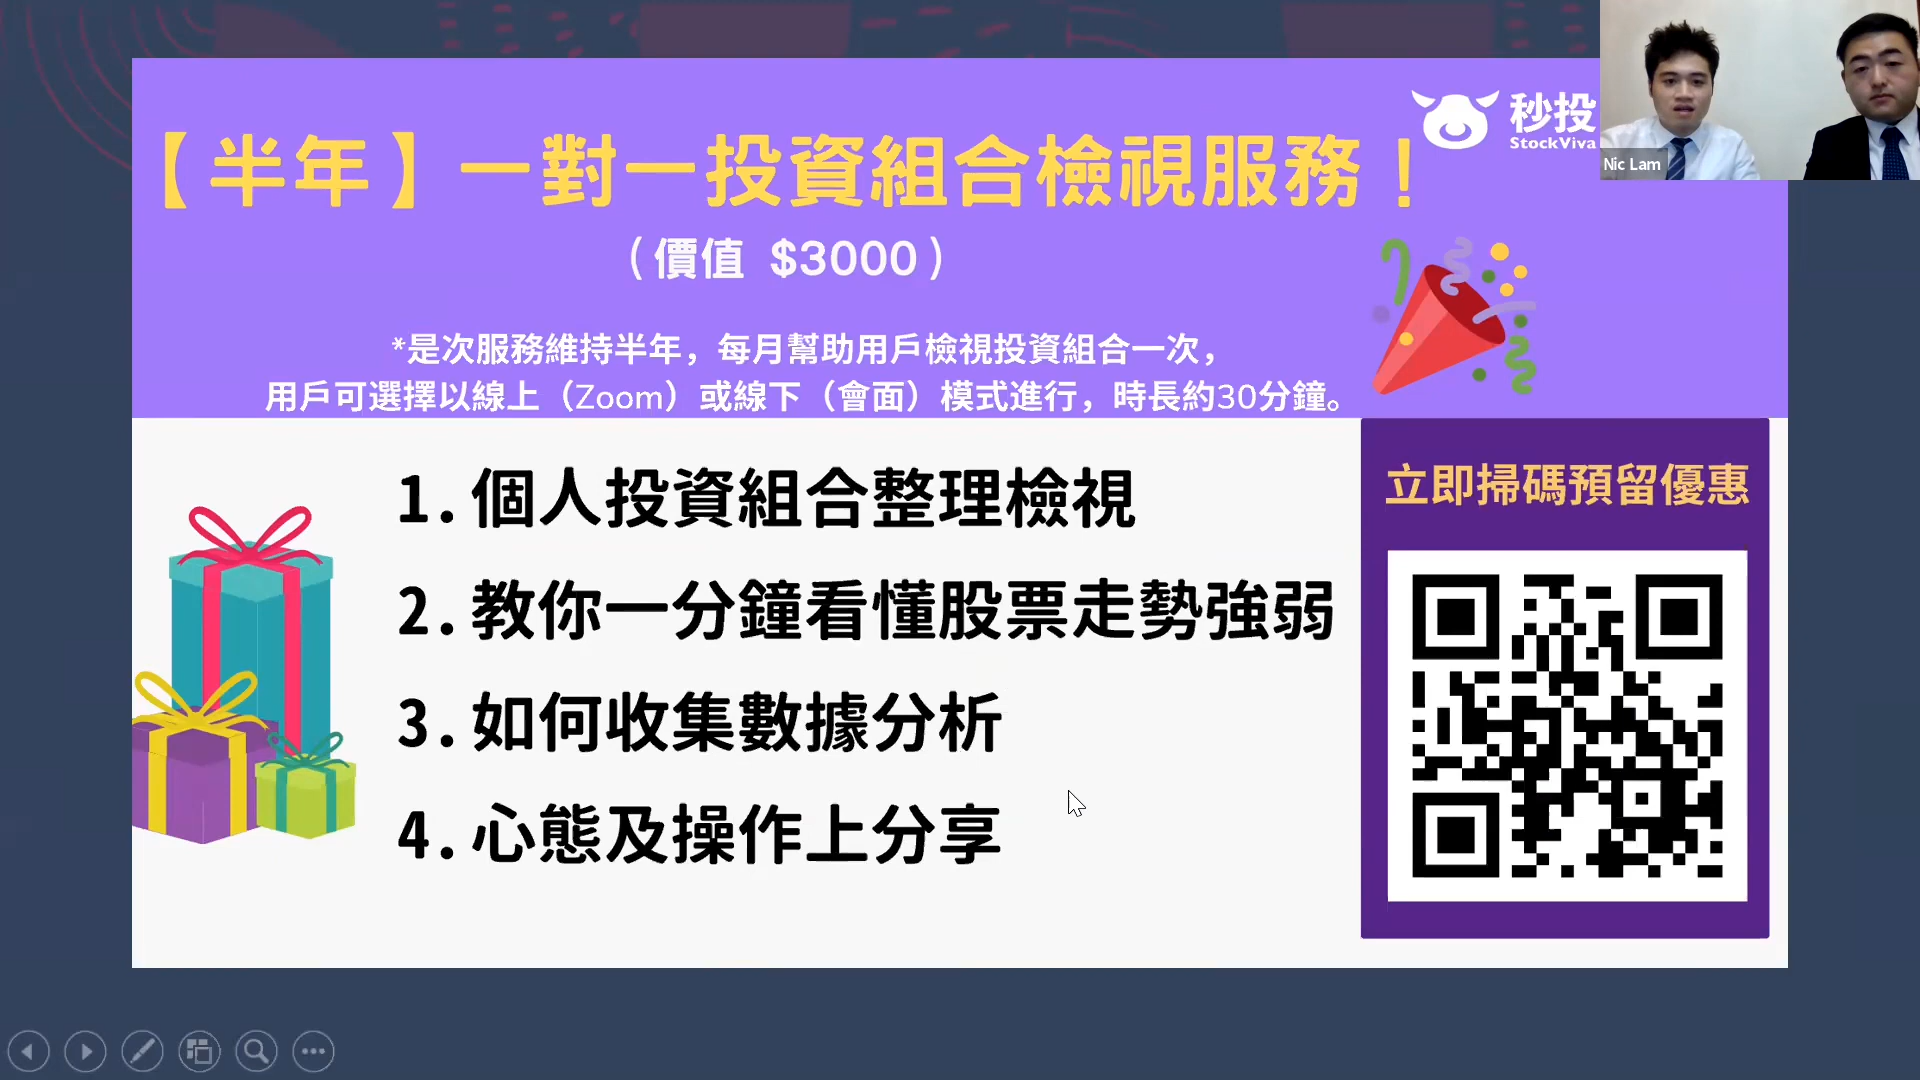 【半年】一對一投資組合檢視服務！
秒投
StockViva
Nic Lam
（價值 $3000）
*是次服務維持半年，每月幫助用戶檢視投資組合一次，
用戶可選擇以線上（Zoom）或線下（會面）模式進行，時長約30分鐘。
1. 個人投資組合整理檢視
2. 教你一分鐘看懂股票走勢強弱
3. 如何收集數據分析
4. 心態及操作上分享
立即掃碼預留優惠